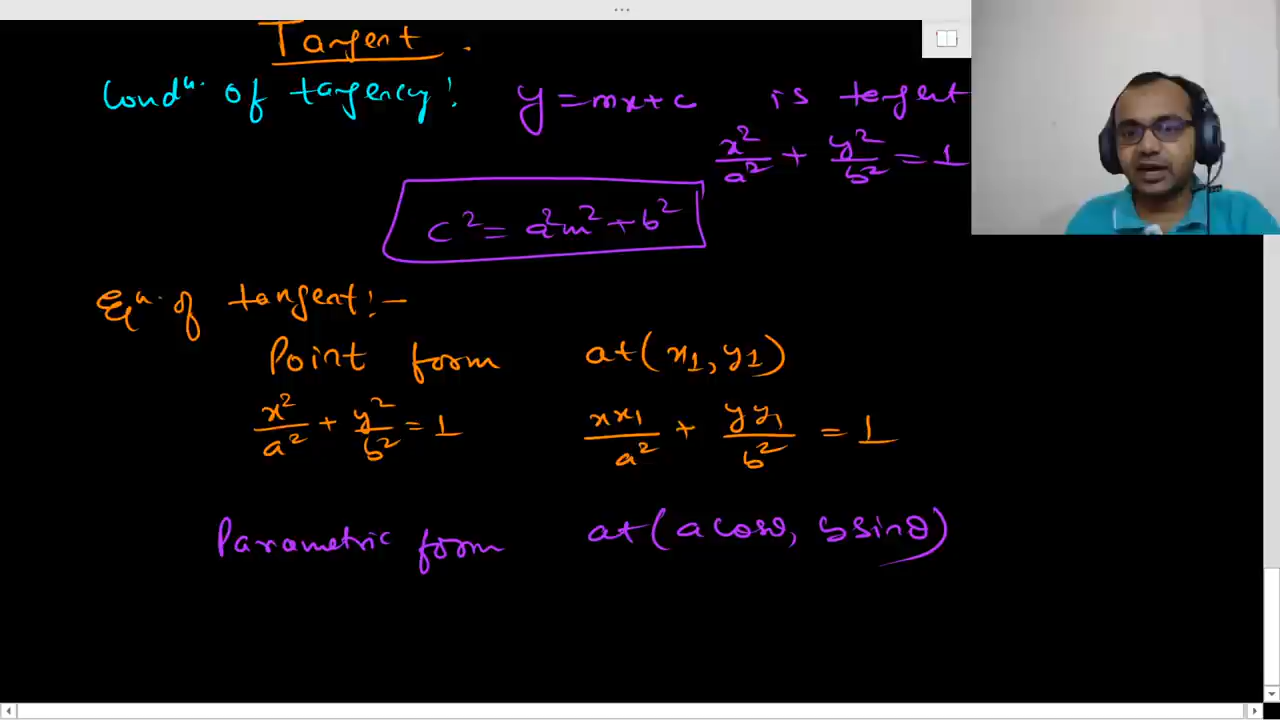 Tangent.
Condⁿ. of tangency!
y = mx + c is tangent
x²/a² + y²/b² = 1
c² = a²m² + b²
Eqⁿ. of tangent! -
Point form at (x₁, y₁)
x²/a² + y²/b² = 1 xx₁/a² + yy₁/b² = 1
Parametric form at (a cosθ, b sinθ)